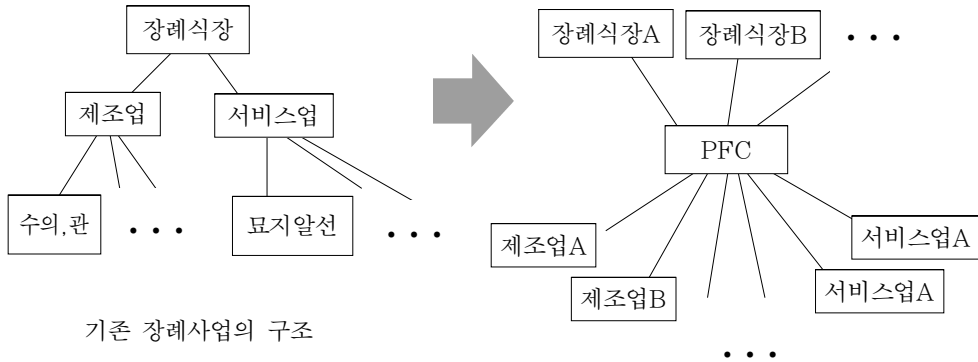 장례식장
제조업
서비스업
수의,관
• • •
묘지알선
• • •
기존 장례사업의 구조
장례식장A
장례식장B
• • •
PFC
제조업A
제조업B
서비스업A
서비스업A
• • •